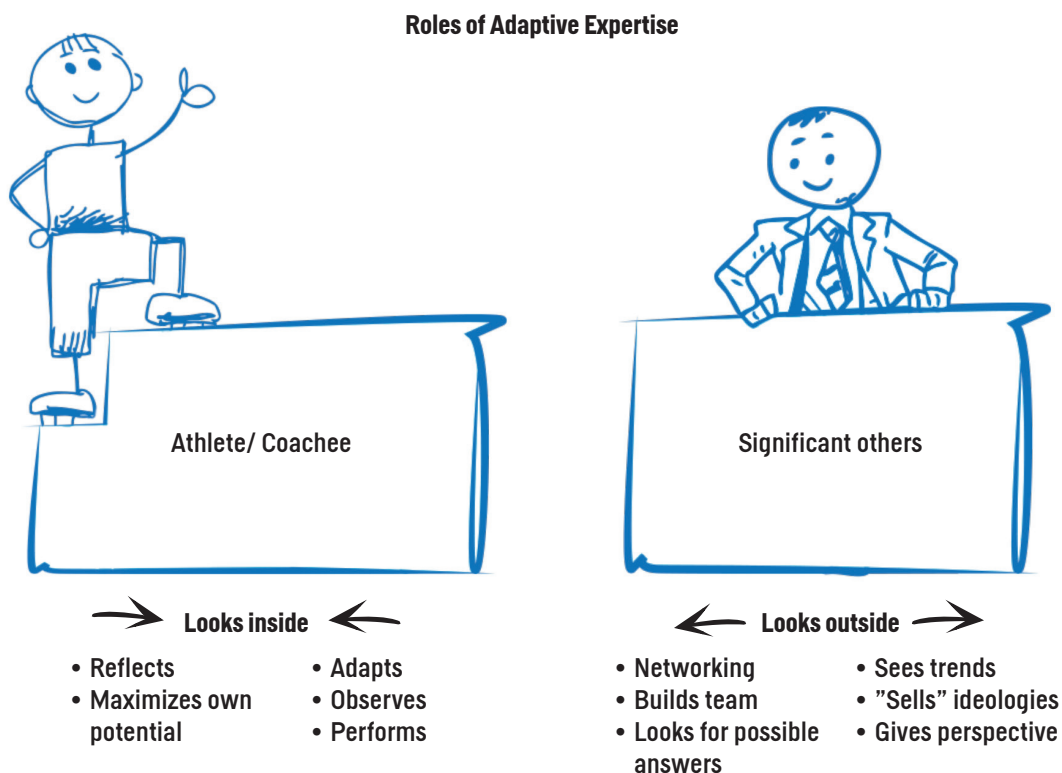 Roles of Adaptive Expertise
Athlete/ Coachee
Significant others
Looks inside
• Reflects
• Maximizes own
potential
• Adapts
• Observes
• Performs
Looks outside
• Networking
• Builds team
• Looks for possible
answers
• Sees trends
• ”Sells” ideologies
• Gives perspective